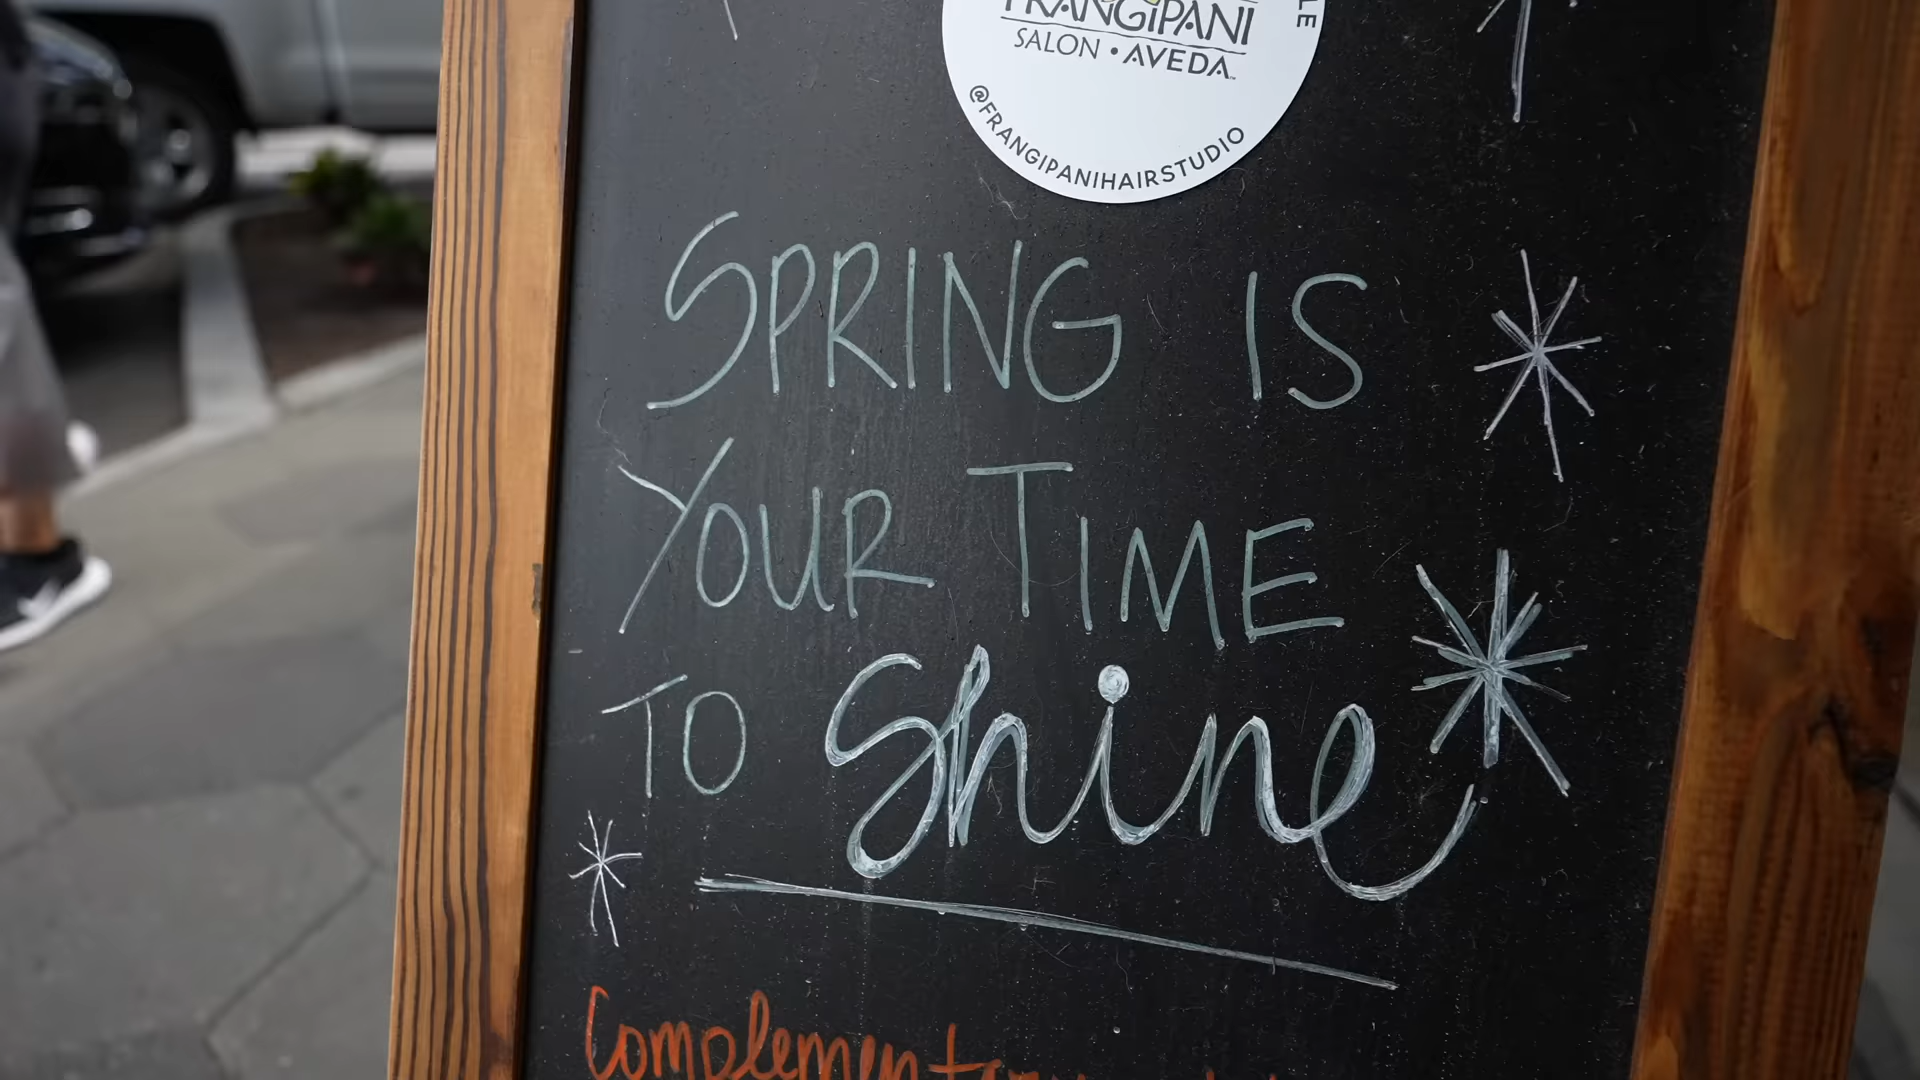 FRANGIPANI
SALON • AVEDA
@FRANGIPANIHAIRSTUDIO
SPRING IS
YOUR TIME
TO Shine